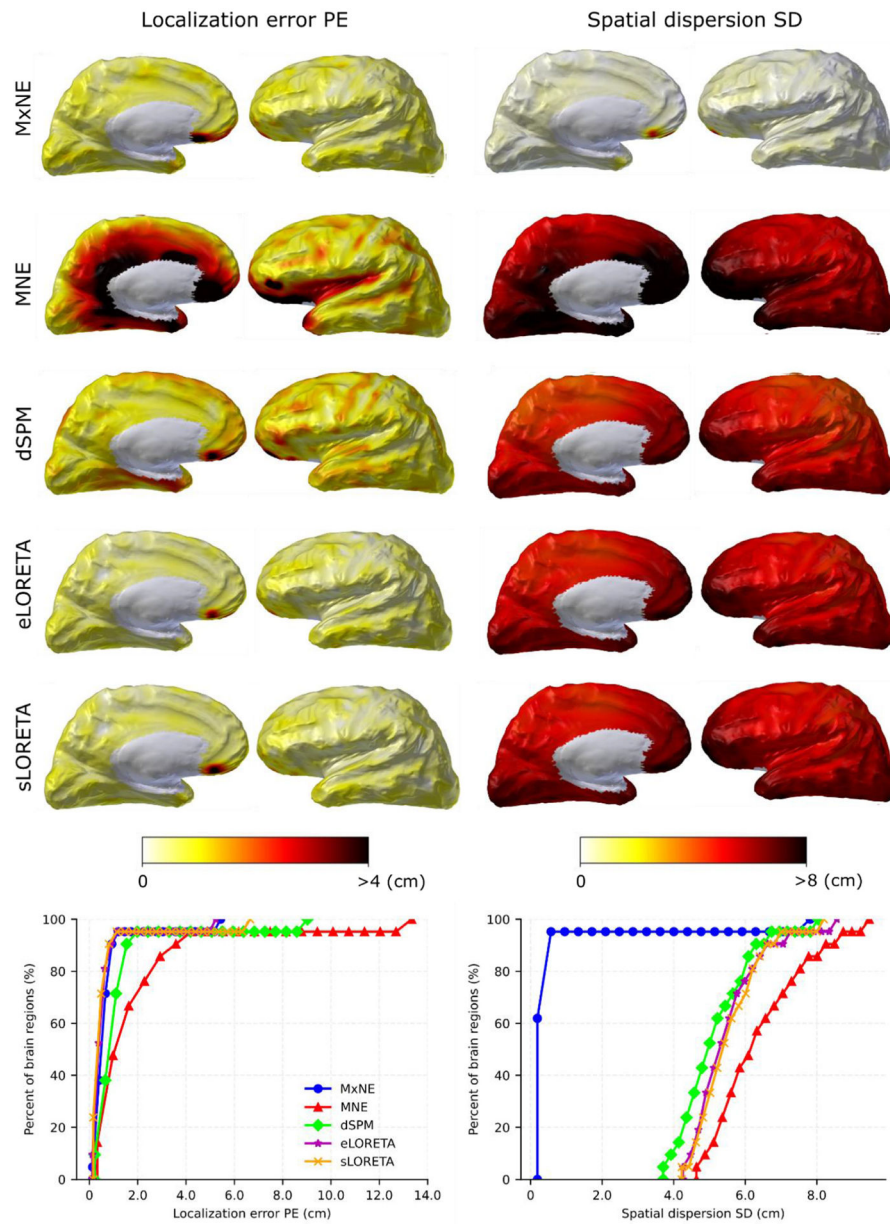 Localization error PE
Spatial dispersion SD
MxNE
MNE
dSPM
eLORETA
sLORETA
0
>4 (cm)
0
>8 (cm)
Percent of brain regions (%)
100
80
60
40
20
0
0.0 2.0 4.0 6.0 8.0 10.0 12.0 14.0
Localization error PE (cm)
MxNE
MNE
dSPM
eLORETA
sLORETA
Percent of brain regions (%)
100
80
60
40
20
0
0.0 2.0 4.0 6.0 8.0
Spatial dispersion SD (cm)